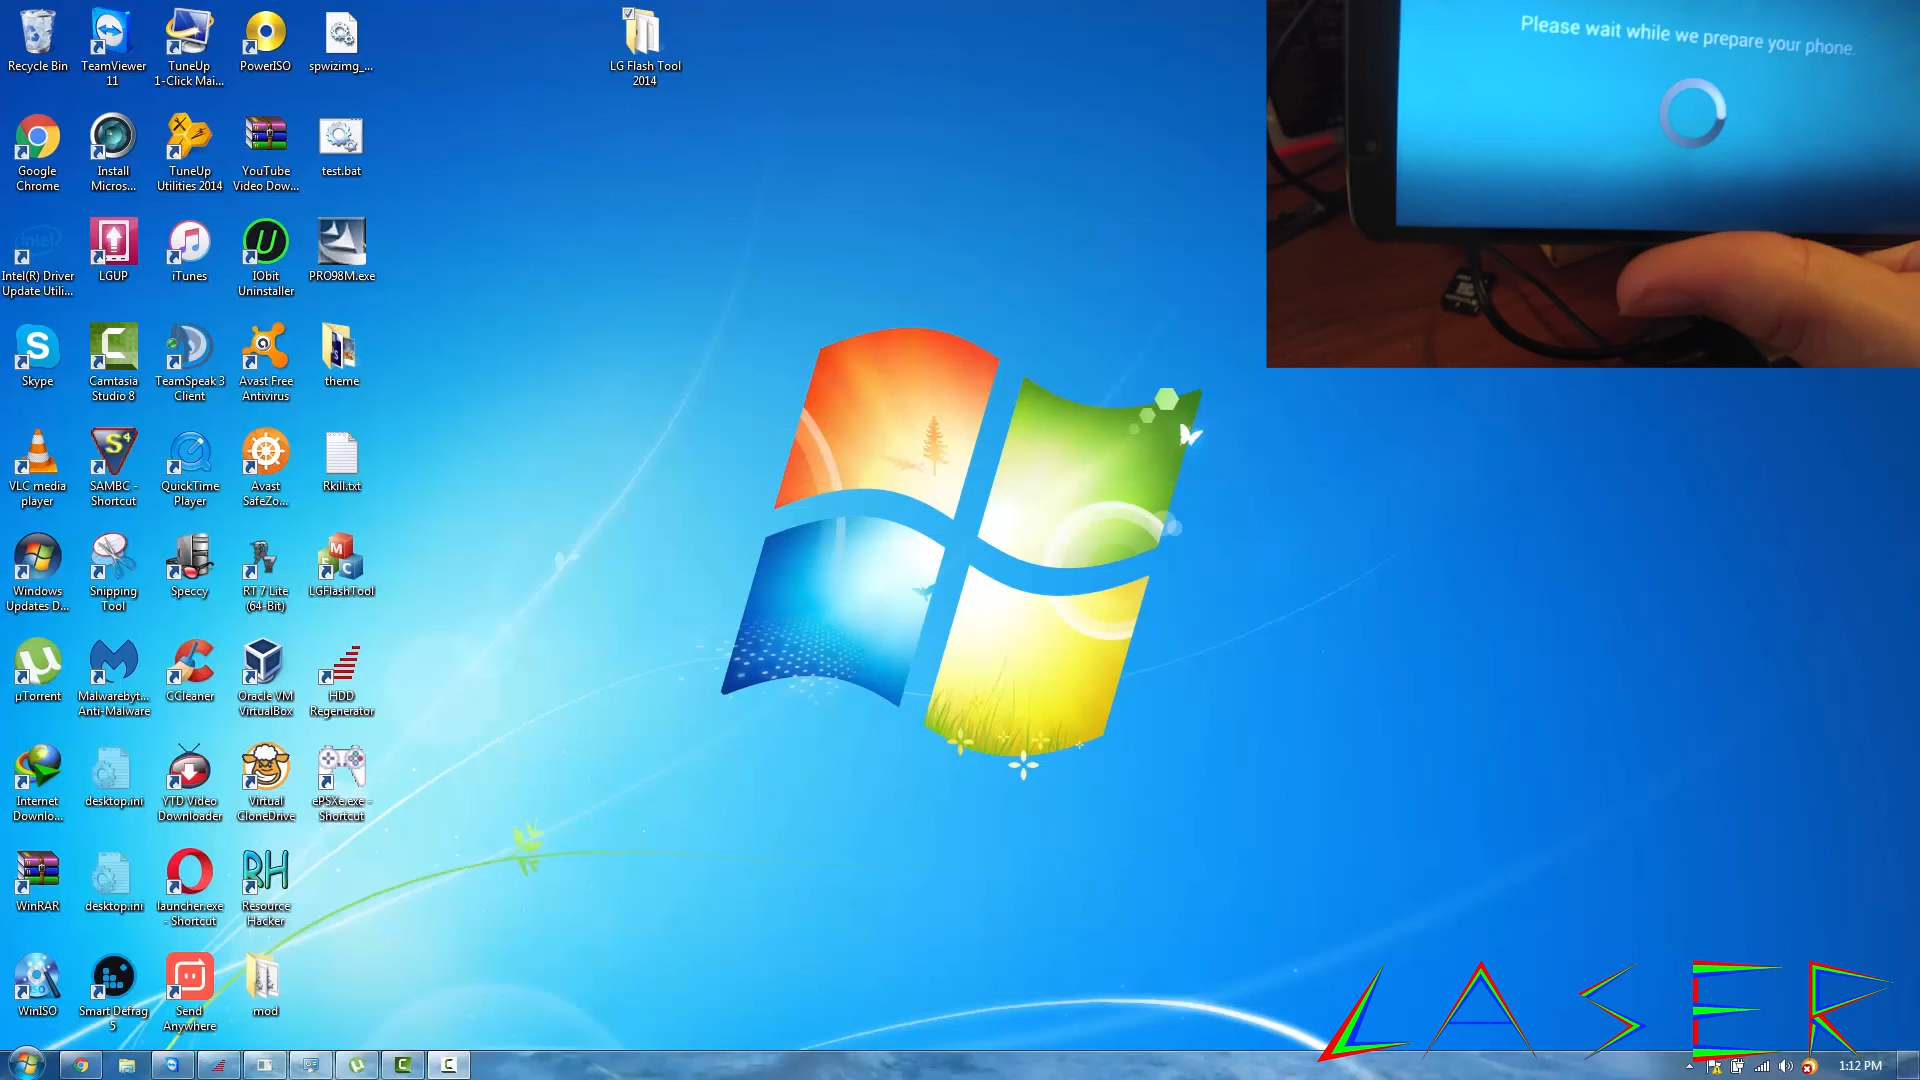 Recycle Bin
TeamViewer
11
TuneUp
1-Click Mai...
PowerISO
spwizimg_...
LG Flash Tool
2014
Please wait while we prepare your phone.
Google
Chrome
Install
Micros...
TuneUp
Utilities 2014
YouTube
Video Dow...
test.bat
Intel(R) Driver
Update Utili...
LGUP
iTunes
IObit
Uninstaller
PRO98M.exe
Skype
Camtasia
Studio 8
TeamSpeak 3
Client
Avast Free
Antivirus
theme
VLC media
player
SAMBC -
Shortcut
QuickTime
Player
Avast
SafeZo...
Rkill.txt
Windows
Updates D...
Snipping
Tool
Speccy
RT 7 Lite
(64-Bit)
LGFlashTool
µTorrent
Malwarebyt...
Anti-Malware
CCleaner
Oracle VM
VirtualBox
HDD
Regenerator
Internet
Downlo...
desktop.ini
YTD Video
Downloader
Virtual
CloneDrive
ePSXe.exe -
Shortcut
WinRAR
desktop.ini
launcher.exe
- Shortcut
Resource
Hacker
WinISO
Smart Defrag
5
Send
Anywhere
mod
LASER
1:12 PM